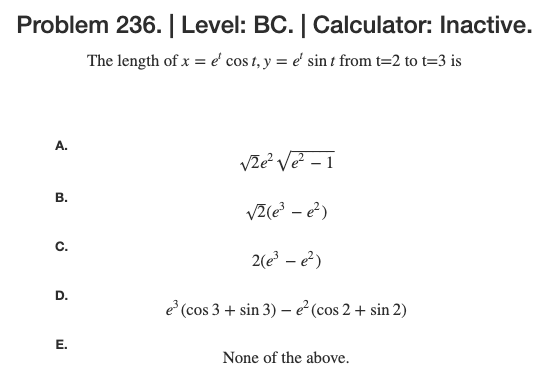 Problem 236. | Level: BC. | Calculator: Inactive.
The length of x = eᵗ cos t, y = eᵗ sin t from t=2 to t=3 is
A.
√2e²√(e² − 1)
B.
√2(e³ − e²)
C.
2(e³ − e²)
D.
e³(cos 3 + sin 3) − e²(cos 2 + sin 2)
E.
None of the above.